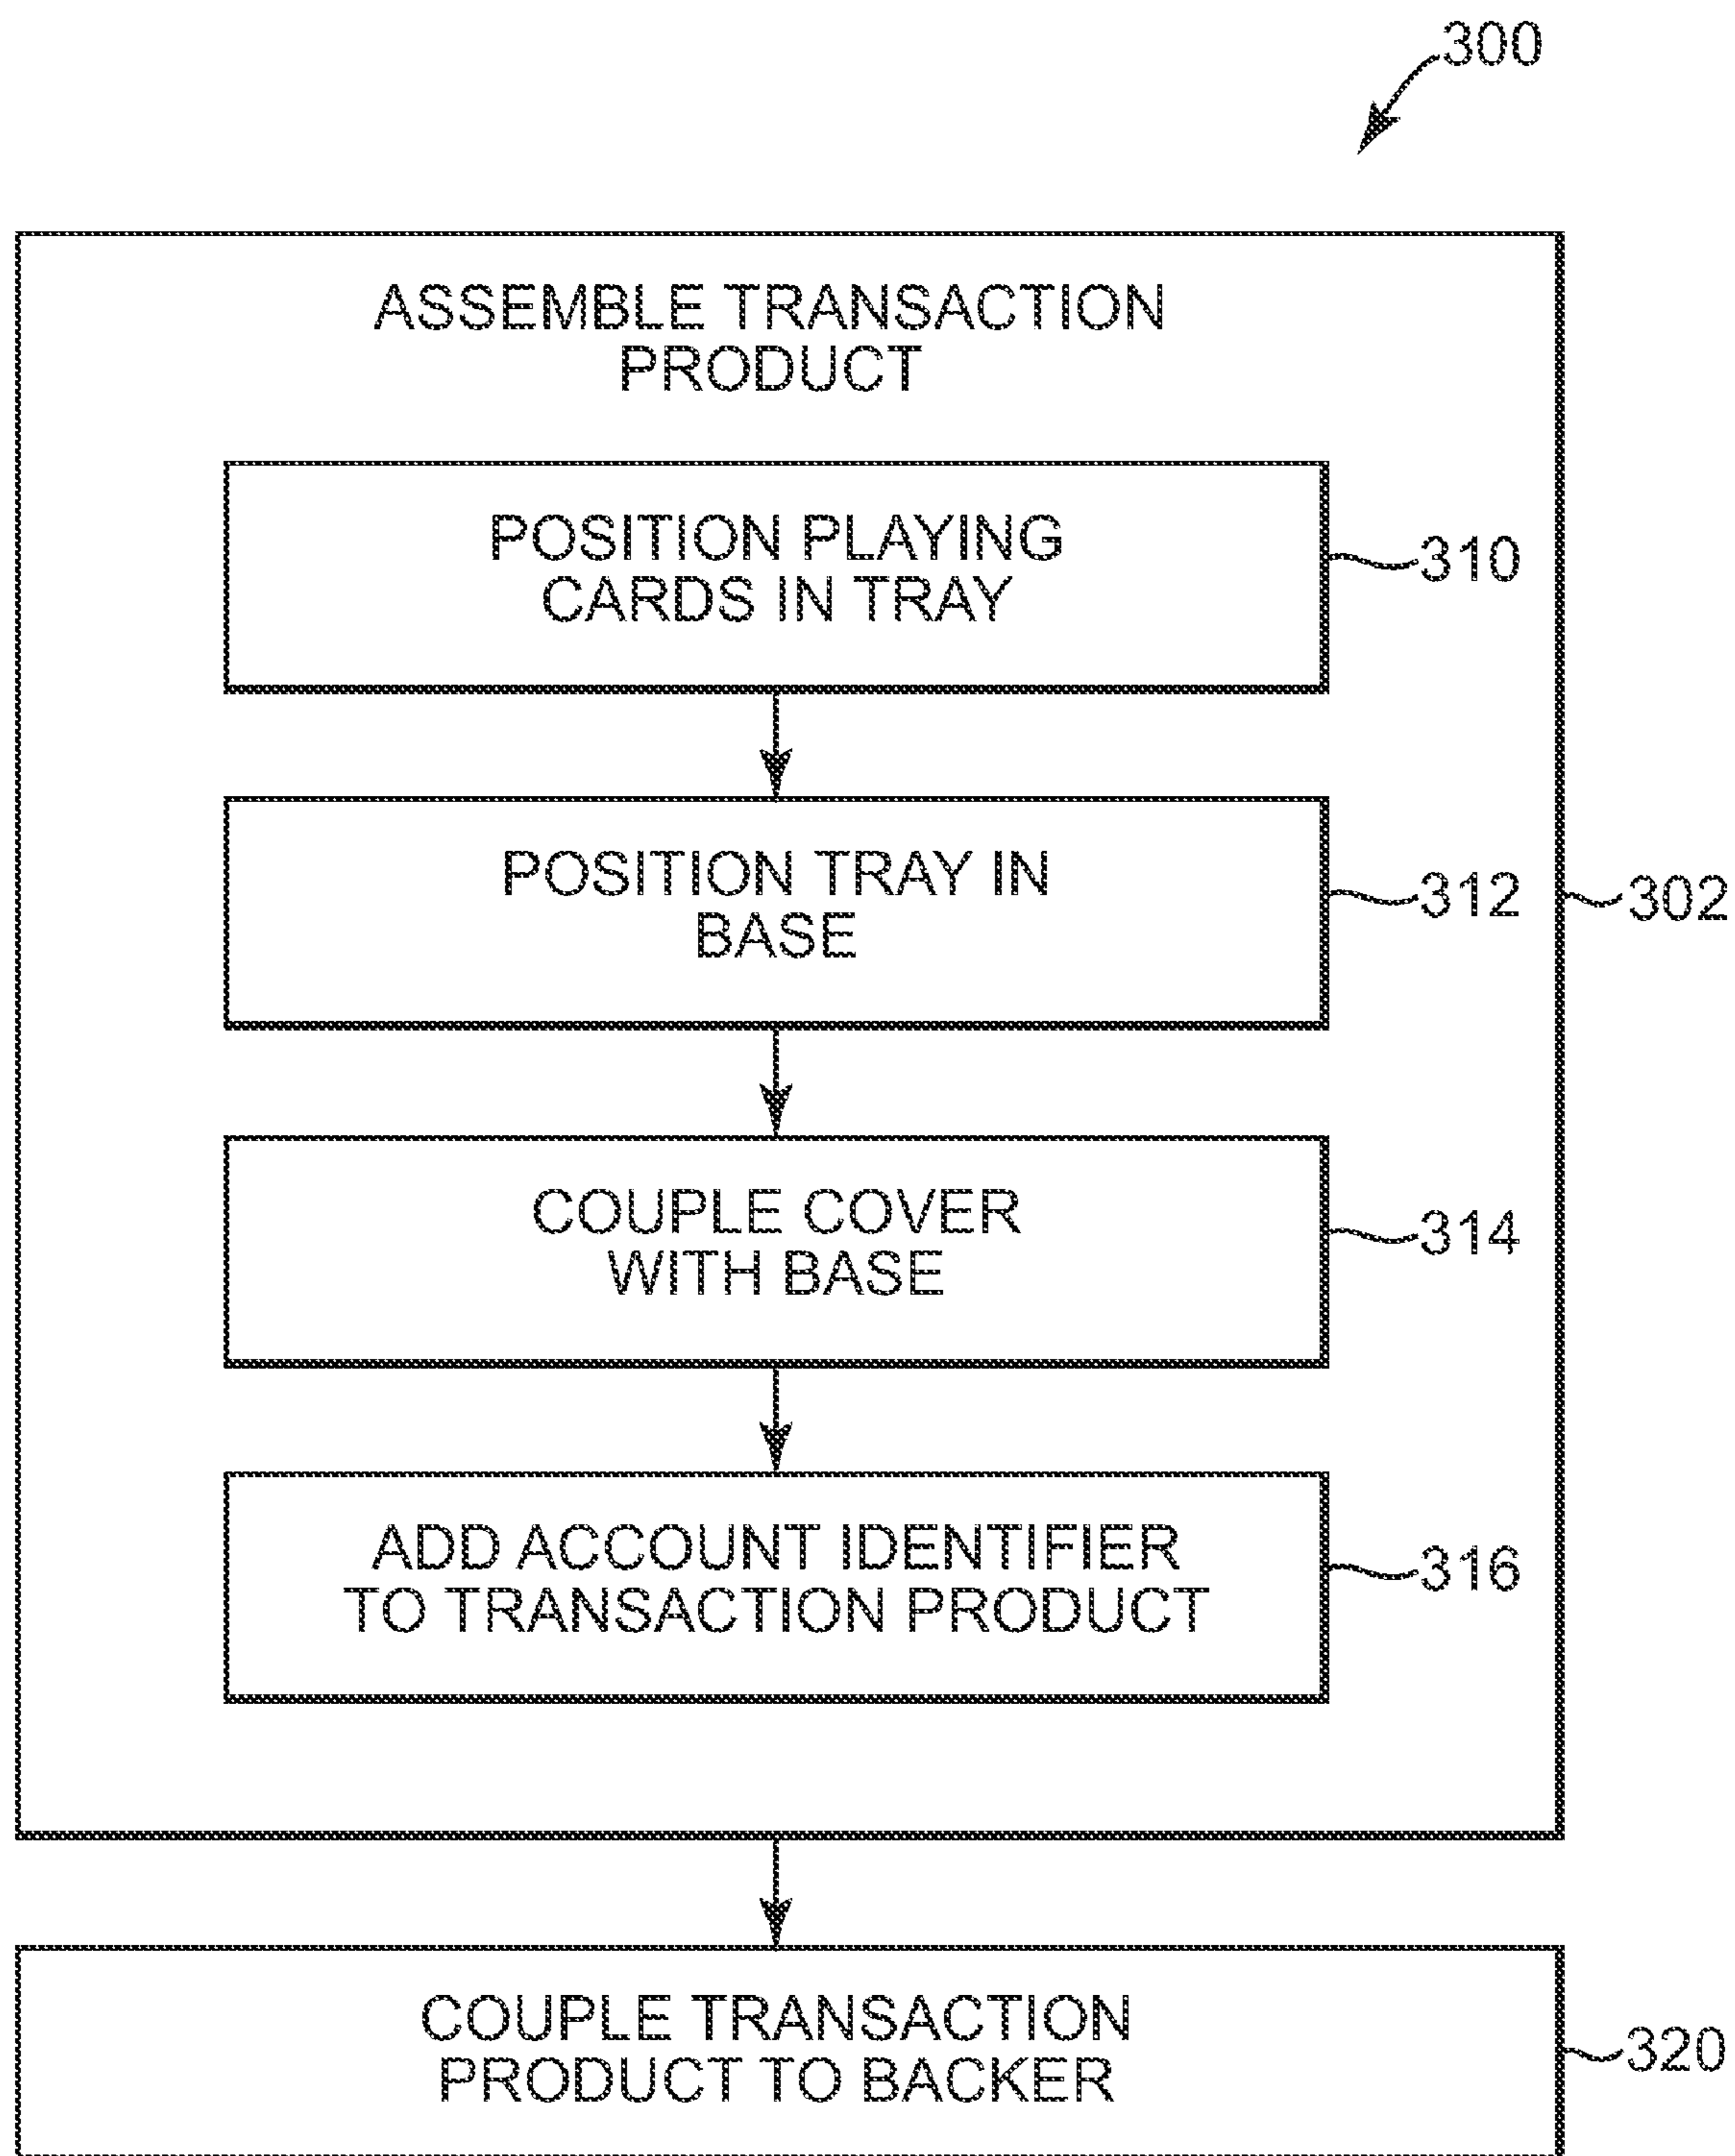 300
ASSEMBLE TRANSACTION
PRODUCT
POSITION PLAYING
CARDS IN TRAY
310
POSITION TRAY IN
BASE
312
302
COUPLE COVER
WITH BASE
314
ADD ACCOUNT IDENTIFIER
TO TRANSACTION PRODUCT
316
COUPLE TRANSACTION
PRODUCT TO BACKER
320